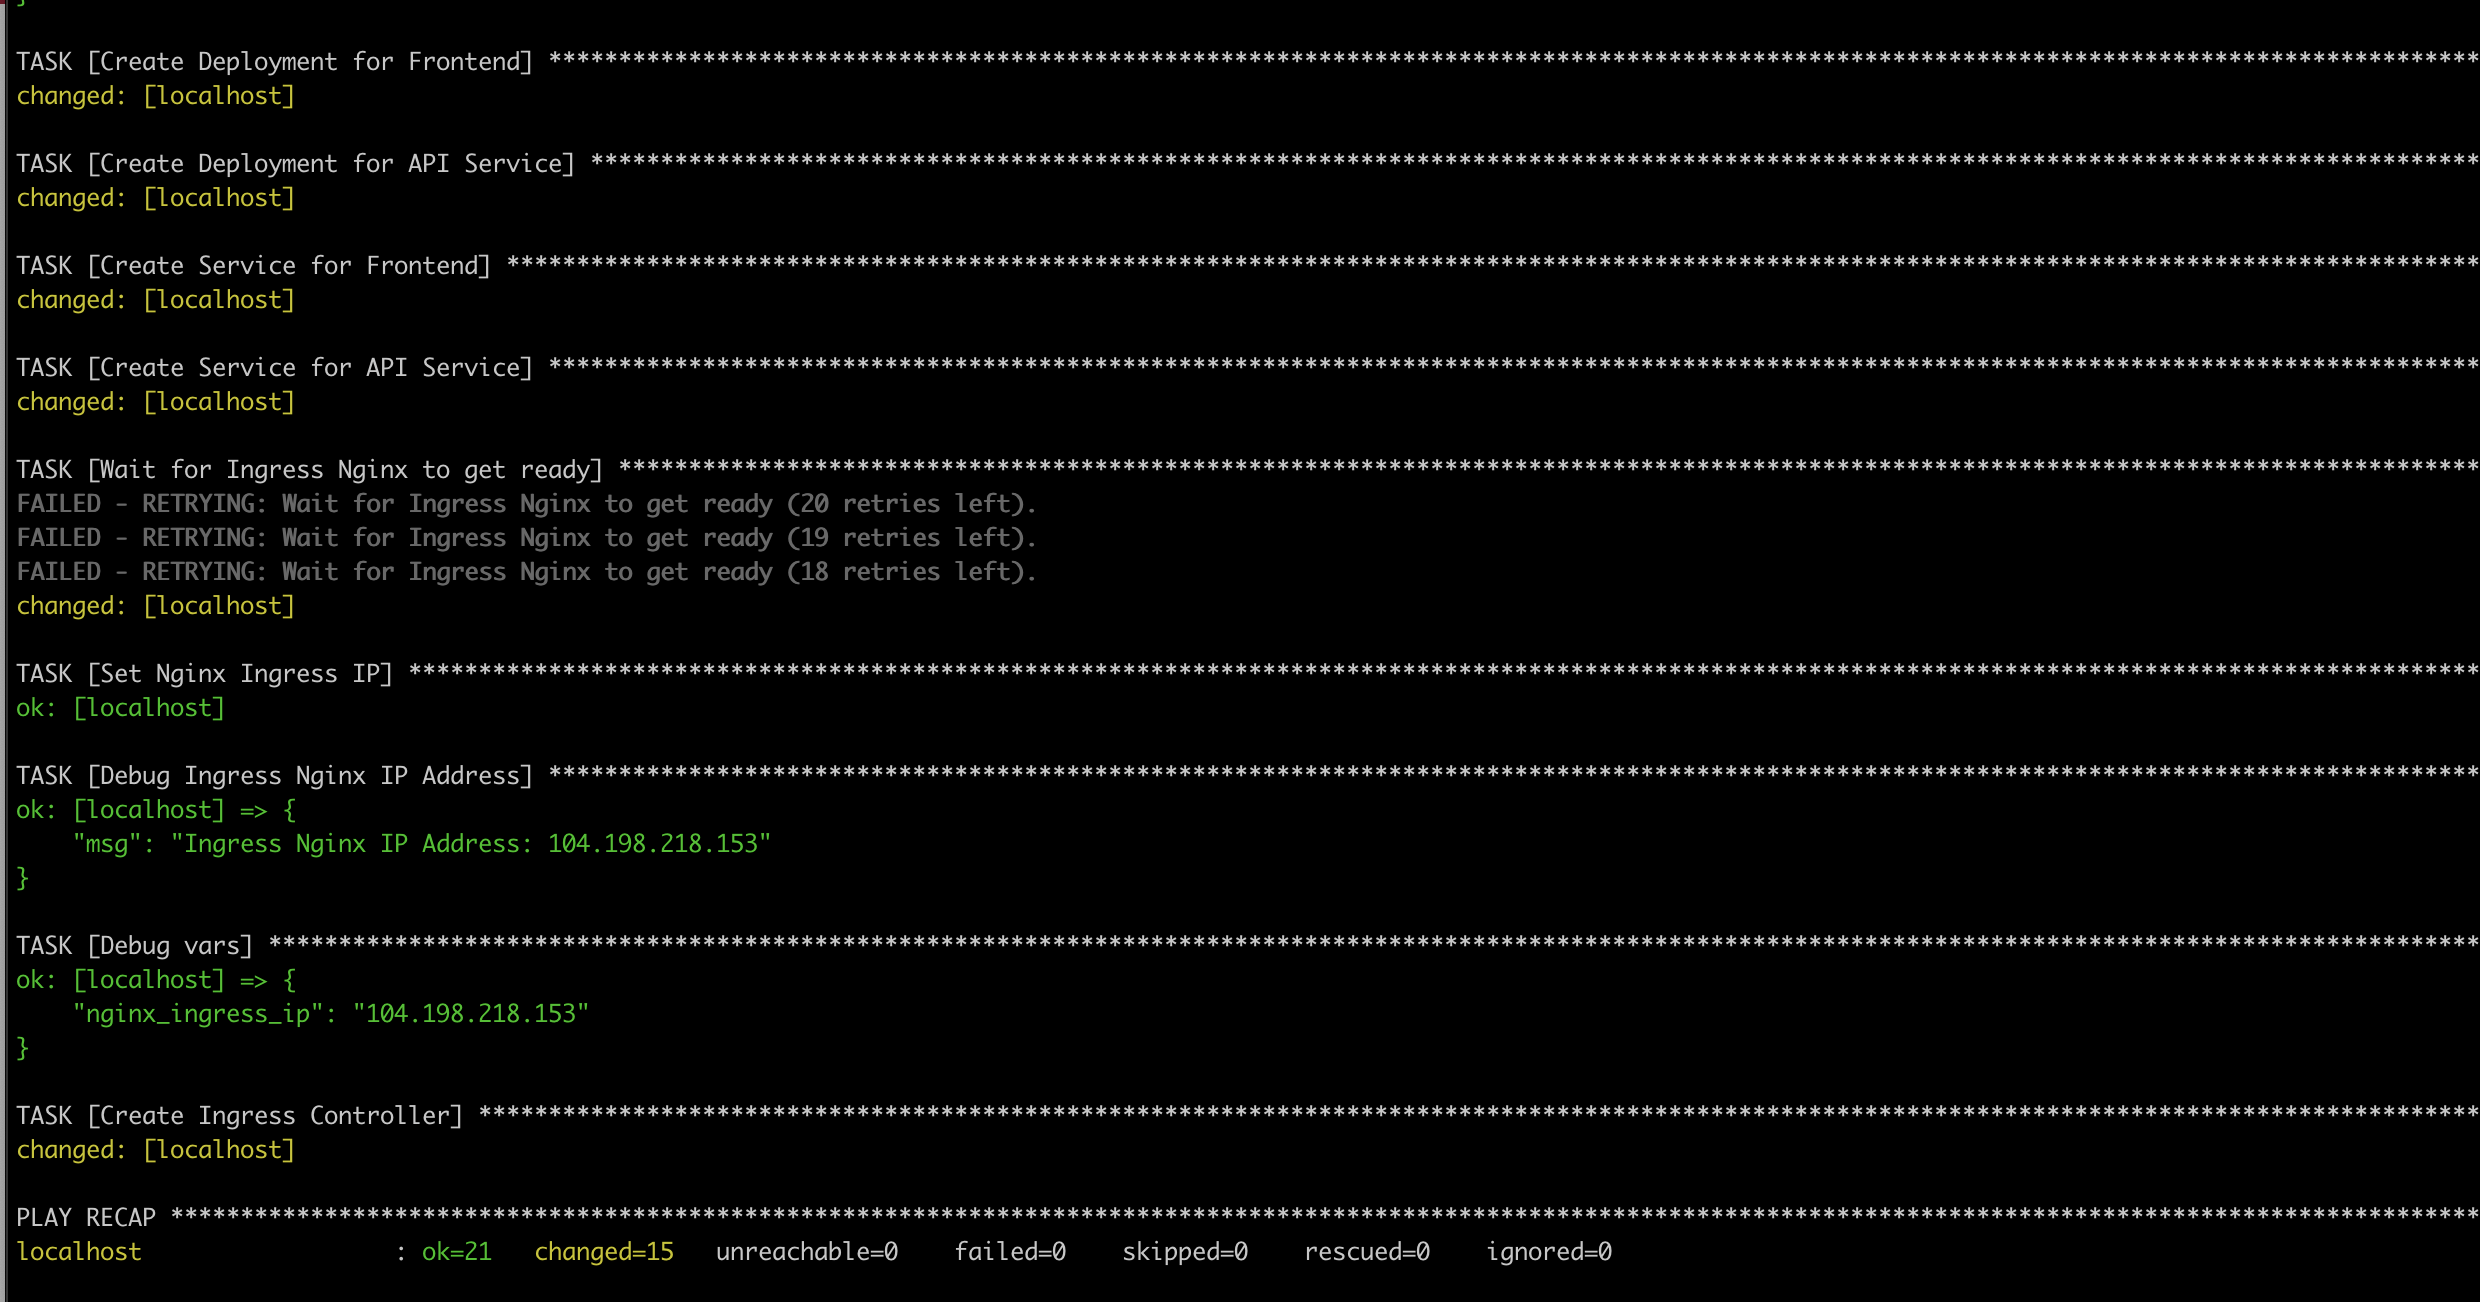 }
TASK [Create Deployment for Frontend] *******************************************************************************************************************************************
changed: [localhost]
TASK [Create Deployment for API Service] ****************************************************************************************************************************************
changed: [localhost]
TASK [Create Service for Frontend] **********************************************************************************************************************************************
changed: [localhost]
TASK [Create Service for API Service] *******************************************************************************************************************************************
changed: [localhost]
TASK [Wait for Ingress Nginx to get ready] **************************************************************************************************************************************
FAILED - RETRYING: Wait for Ingress Nginx to get ready (20 retries left).
FAILED - RETRYING: Wait for Ingress Nginx to get ready (19 retries left).
FAILED - RETRYING: Wait for Ingress Nginx to get ready (18 retries left).
changed: [localhost]
TASK [Set Nginx Ingress IP] *****************************************************************************************************************************************************
ok: [localhost]
TASK [Debug Ingress Nginx IP Address] *******************************************************************************************************************************************
ok: [localhost] => {
    "msg": "Ingress Nginx IP Address: 104.198.218.153"
}
TASK [Debug vars] ***************************************************************************************************************************************************************
ok: [localhost] => {
    "nginx_ingress_ip": "104.198.218.153"
}
TASK [Create Ingress Controller] ************************************************************************************************************************************************
changed: [localhost]
PLAY RECAP **********************************************************************************************************************************************************************
localhost                  : ok=21   changed=15   unreachable=0    failed=0    skipped=0    rescued=0    ignored=0